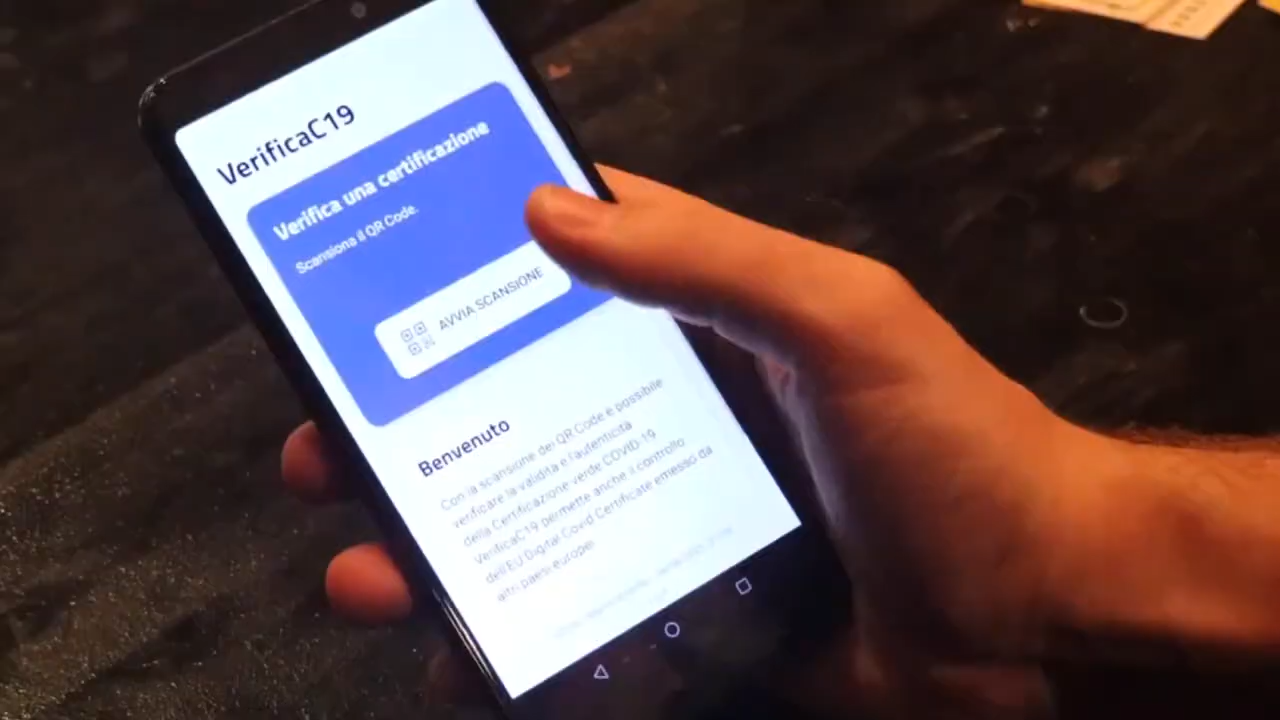 VerificaC19
Verifica una certificazione
Scansiona il QR Code.
AVVIA SCANSIONE
Benvenuto
Con la scansione dei QR Code è possibile
verificare la validità e l'autenticità
della Certificazione verde COVID-19.
VerificaC19 permette anche il controllo
dell'EU Digital Covid Certificate emesso da
altri paesi europei.